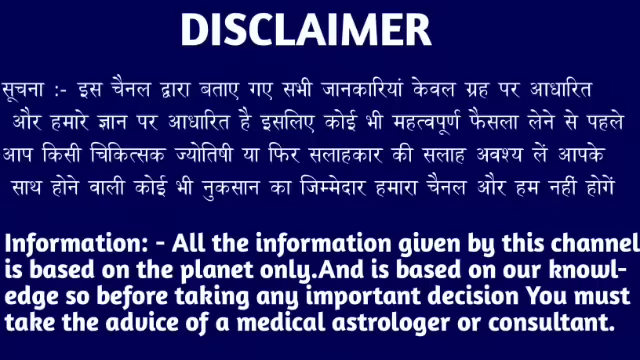 DISCLAIMER
सूचना :- इस चैनल द्वारा बताए गए सभी जानकारियां केवल ग्रह पर आधारित
और हमारे ज्ञान पर आधारित है इसलिए कोई भी महत्वपूर्ण फैसला लेने से पहले
आप किसी चिकित्सक ज्योतिषी या फिर सलाहकार की सलाह अवश्य लें आपके
साथ होने वाली कोई भी नुकसान का जिम्मेदार हमारा चैनल और हम नहीं होगें
Information: - All the information given by this channel
is based on the planet only.And is based on our knowl-
edge so before taking any important decision You must
take the advice of a medical astrologer or consultant.